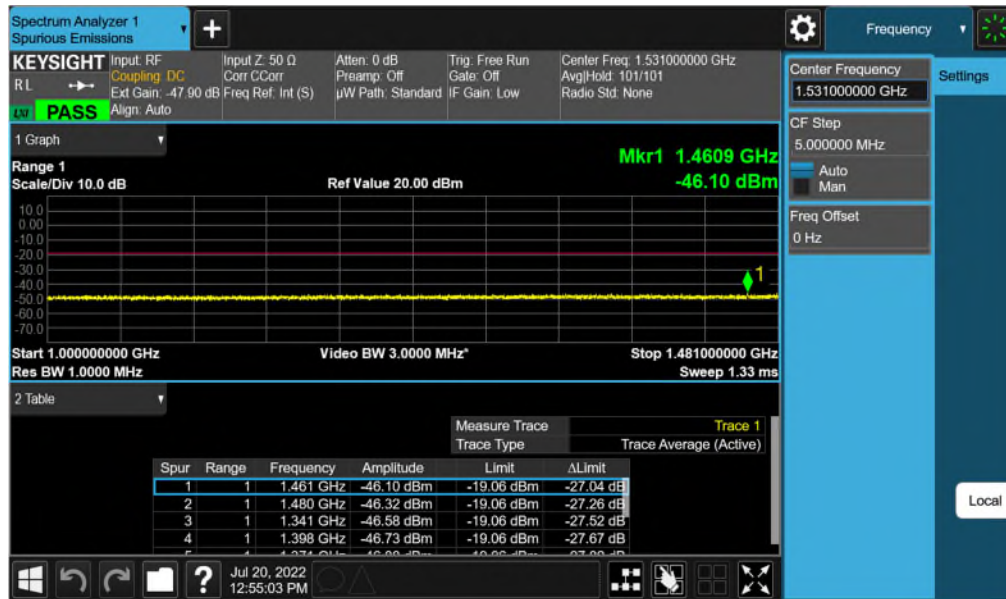 Spectrum Analyzer 1
Spurious Emissions
Frequency
KEYSIGHT
RL
LXI
PASS
Input: RF
Coupling: DC
Ext Gain: -47.90 dB
Align: Auto
Input Z: 50 Ω
Corr CCorr
Freq Ref: Int (S)
Atten: 0 dB
Preamp: Off
µW Path: Standard
Trig: Free Run
Gate: Off
IF Gain: Low
Center Freq: 1.531000000 GHz
Avg|Hold: 101/101
Radio Std: None
Center Frequency
1.531000000 GHz
Settings
CF Step
5.000000 MHz
Auto
Man
Freq Offset
0 Hz
1 Graph
Range 1
Scale/Div 10.0 dB
Ref Value 20.00 dBm
Mkr1 1.4609 GHz
-46.10 dBm
10.0
0.00
-10.0
-20.0
-30.0
-40.0
-50.0
-60.0
-70.0
1
Start 1.000000000 GHz
Video BW 3.0000 MHz*
Stop 1.481000000 GHz
Res BW 1.0000 MHz
Sweep 1.33 ms
2 Table
Measure Trace Trace 1
Trace Type Trace Average (Active)
Spur Range Frequency Amplitude Limit ΔLimit
1 1 1.461 GHz -46.10 dBm -19.06 dBm -27.04 dB
2 1 1.480 GHz -46.32 dBm -19.06 dBm -27.26 dB
3 1 1.341 GHz -46.58 dBm -19.06 dBm -27.52 dB
4 1 1.398 GHz -46.73 dBm -19.06 dBm -27.67 dB
Local
?
Jul 20, 2022
12:55:03 PM